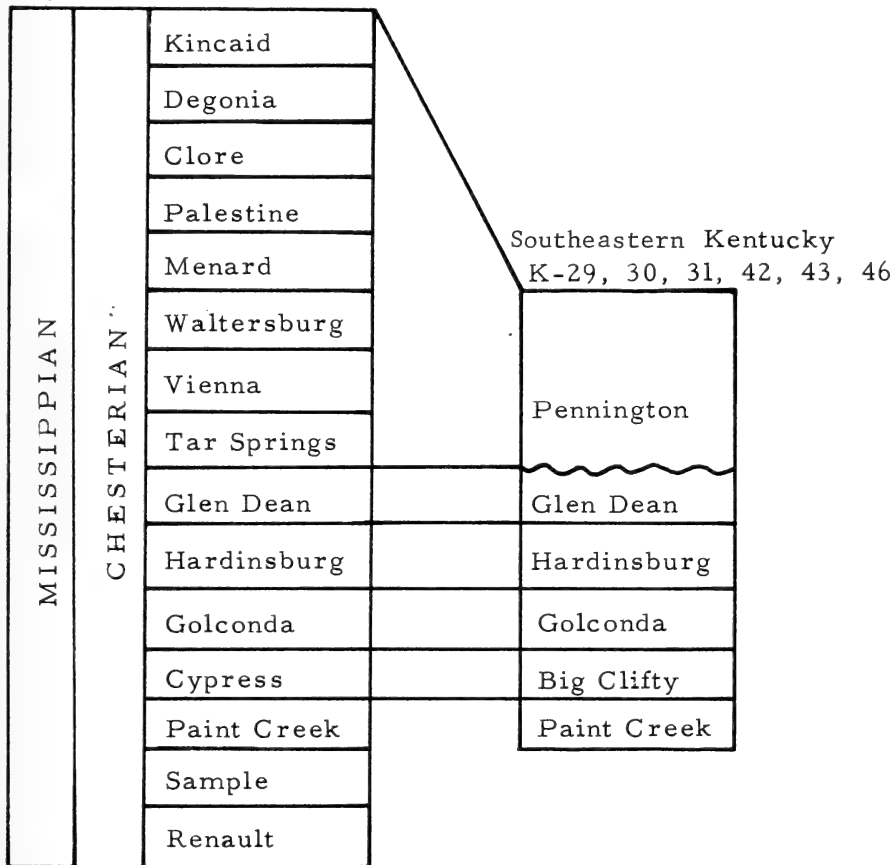 MISSISSIPPIAN
CHESTERIAN
Kincaid
Degonia
Clore
Palestine
Menard
Waltersburg
Vienna
Tar Springs
Glen Dean
Hardinsburg
Golconda
Cypress
Paint Creek
Sample
Renault
Southeastern Kentucky
K-29, 30, 31, 42, 43, 46
Pennington
Glen Dean
Hardinsburg
Golconda
Big Clifty
Paint Creek